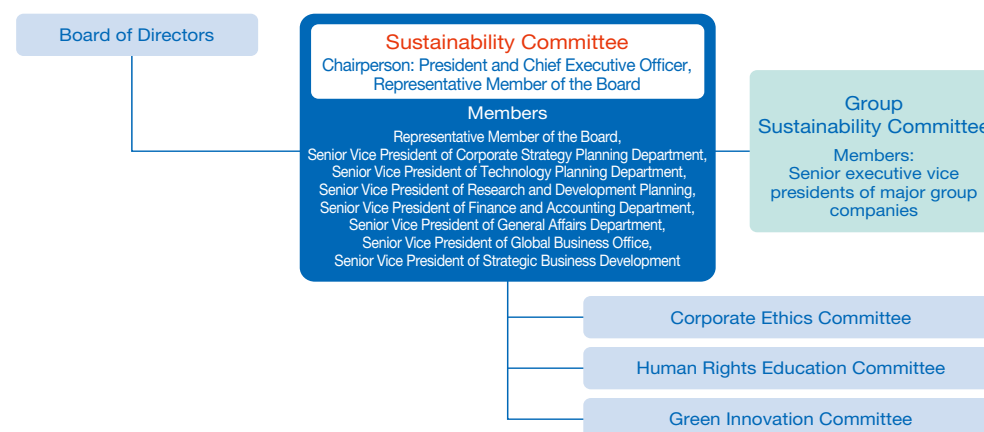 Board of Directors
Sustainability Committee
Chairperson: President and Chief Executive Officer,
Representative Member of the Board
Members
Representative Member of the Board,
Senior Vice President of Corporate Strategy Planning Department,
Senior Vice President of Technology Planning Department,
Senior Vice President of Research and Development Planning,
Senior Vice President of Finance and Accounting Department,
Senior Vice President of General Affairs Department,
Senior Vice President of Global Business Office,
Senior Vice President of Strategic Business Development
Group
Sustainability Committee
Members:
Senior executive vice
presidents of major group
companies
Corporate Ethics Committee
Human Rights Education Committee
Green Innovation Committee